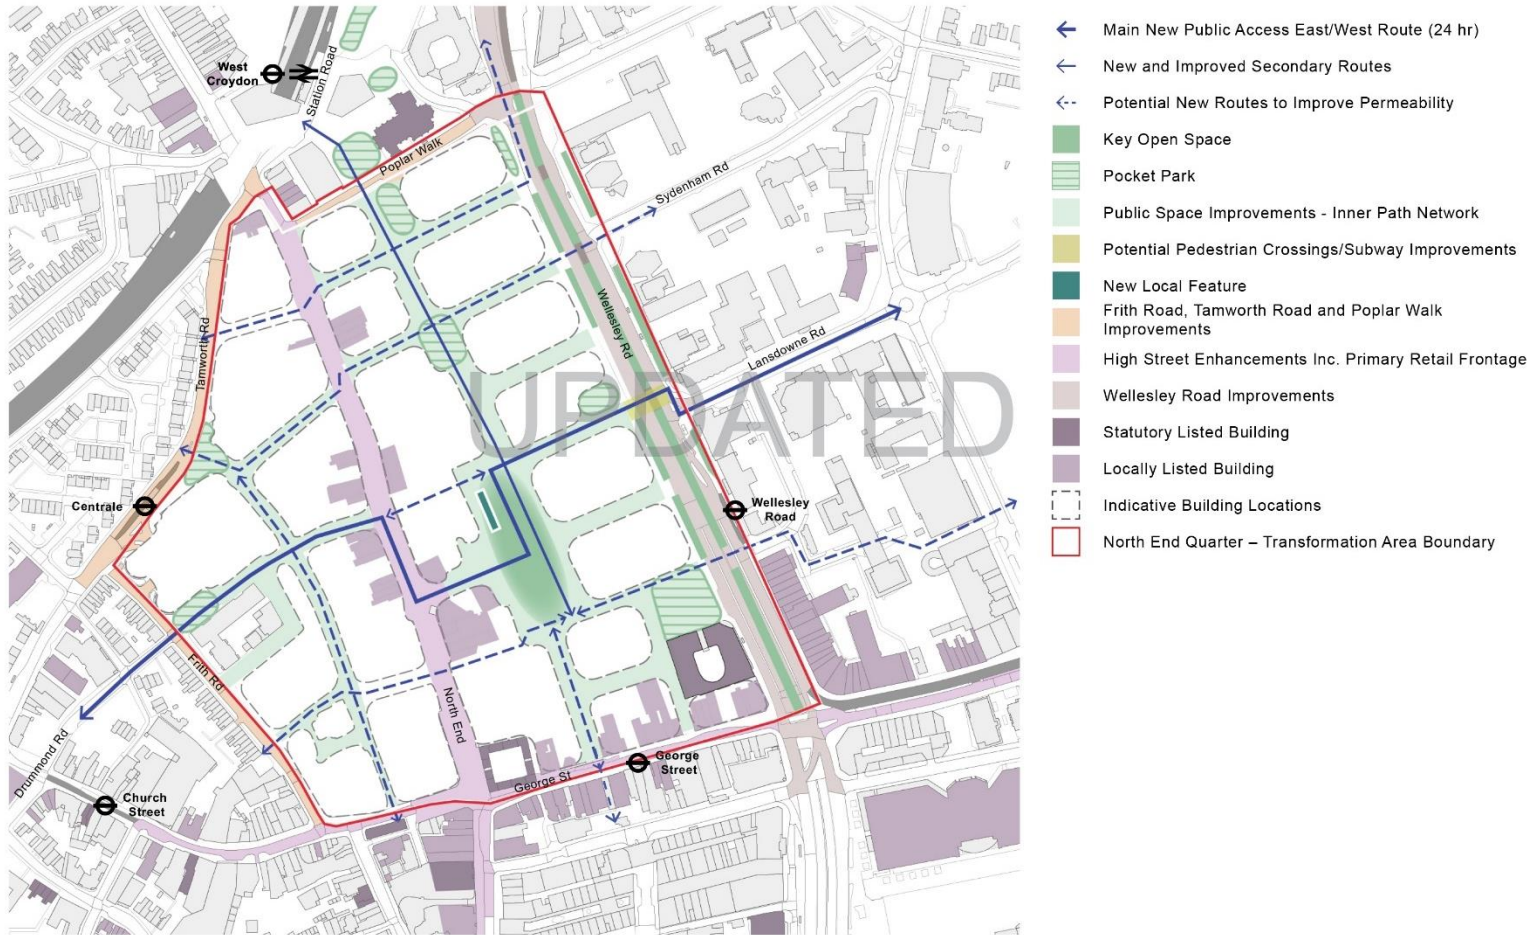 West
Croydon
Station Road
Poplar Walk
Sydenham Rd
Wellesley Rd
Lansdowne Rd
Tamworth Rd
UPDATED
Centrale
Wellesley
Road
Frith Rd
North End
Drummond Rd
George
Street
George St
Church
Street
Main New Public Access East/West Route (24 hr)
New and Improved Secondary Routes
Potential New Routes to Improve Permeability
Key Open Space
Pocket Park
Public Space Improvements - Inner Path Network
Potential Pedestrian Crossings/Subway Improvements
New Local Feature
Frith Road, Tamworth Road and Poplar Walk
Improvements
High Street Enhancements Inc. Primary Retail Frontage
Wellesley Road Improvements
Statutory Listed Building
Locally Listed Building
Indicative Building Locations
North End Quarter – Transformation Area Boundary